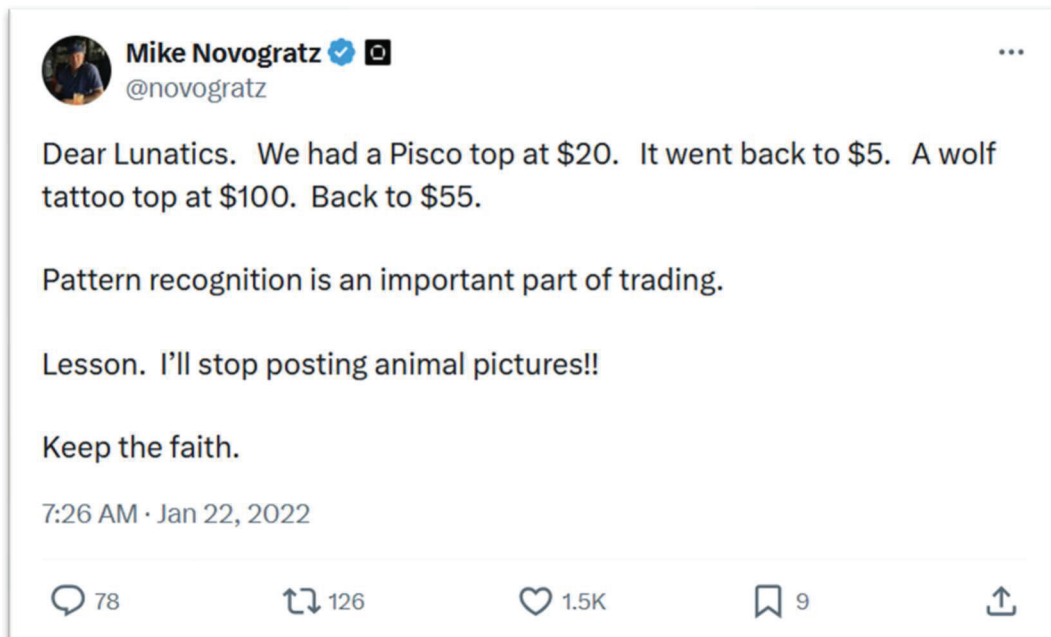 Mike Novogratz
@novogratz
Dear Lunatics. We had a Pisco top at $20. It went back to $5. A wolf
tattoo top at $100. Back to $55.
Pattern recognition is an important part of trading.
Lesson. I'll stop posting animal pictures!!
Keep the faith.
7:26 AM · Jan 22, 2022
78 126 1.5K 9